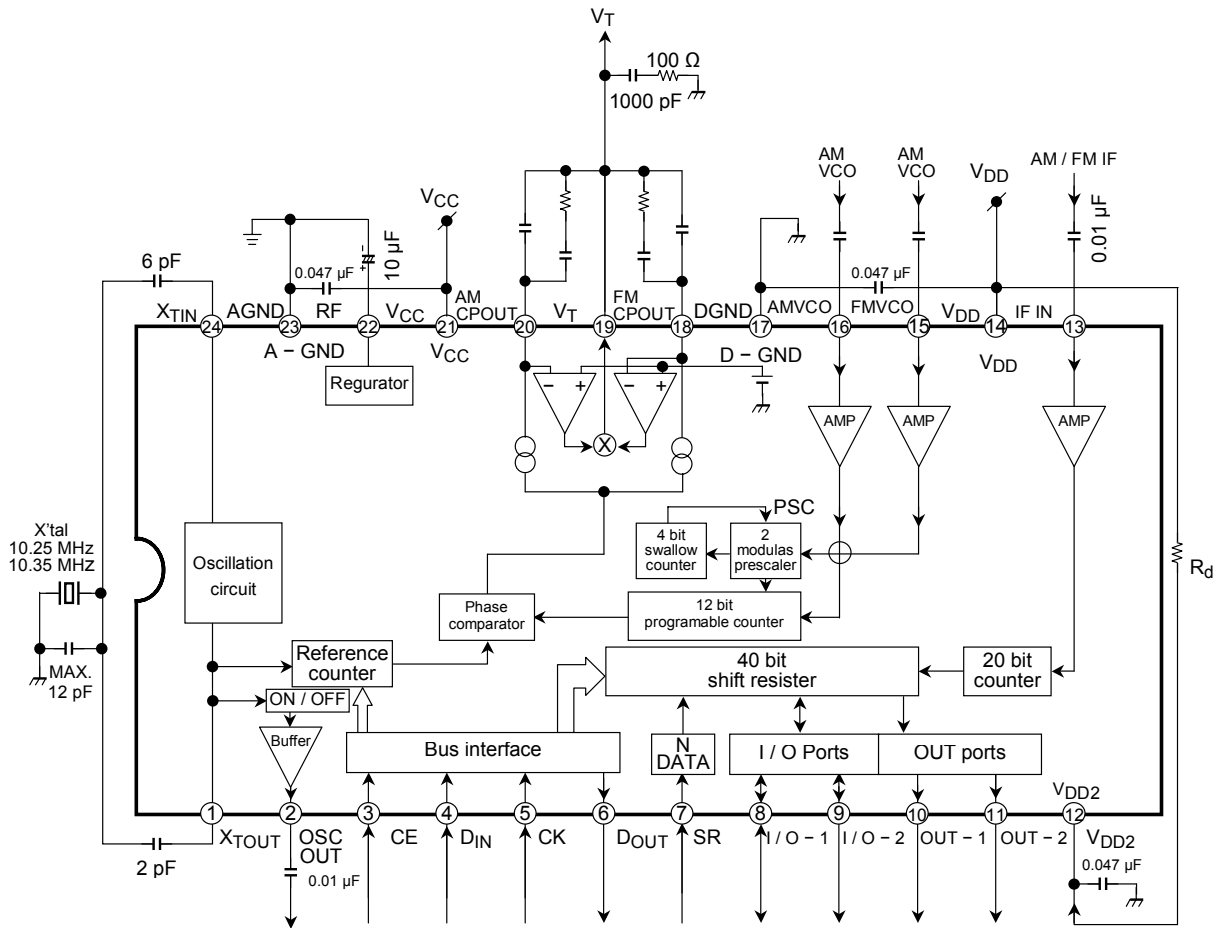 VT
100 Ω
1000 pF
AM
VCO
AM
VCO
VDD
AM / FM IF
0.01 µF
VCC
10 µF
+ −
6 pF
0.047 µF
0.047 µF
XTIN
AGND
RF
VCC
AM
CPOUT
VT
FM
CPOUT
DGND
AMVCO
FMVCO
VDD
IF IN
24
23
22
21
20
19
18
17
16
15
14
13
A − GND
VCC
D − GND
VDD
Regurator
− +
− +
X
AMP
AMP
AMP
PSC
X'tal
10.25 MHz
10.35 MHz
Oscillation
circuit
4 bit
swallow
counter
2
modulas
prescaler
Rd
Phase
comparator
12 bit
programable counter
MAX.
12 pF
Reference
counter
40 bit
shift resister
20 bit
counter
ON / OFF
Buffer
Bus interface
N
DATA
I / O Ports
OUT ports
VDD2
1
2
3
4
5
6
7
8
9
10
11
12
XTOUT
OSC
OUT
CE
DIN
CK
DOUT
SR
I / O − 1
I / O − 2
OUT − 1
OUT − 2
VDD2
2 pF
0.01 µF
0.047 µF